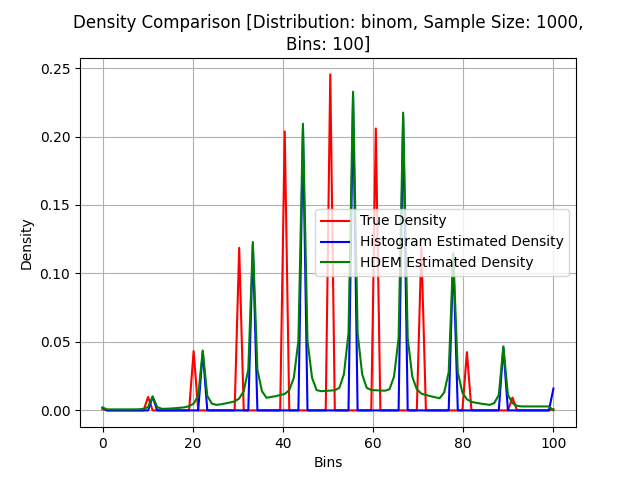 Density Comparison [Distribution: binom, Sample Size: 1000,
Bins: 100]
0.25
0.20
0.15
0.10
0.05
0.00
Density
True Density
Histogram Estimated Density
HDEM Estimated Density
0 20 40 60 80 100
Bins